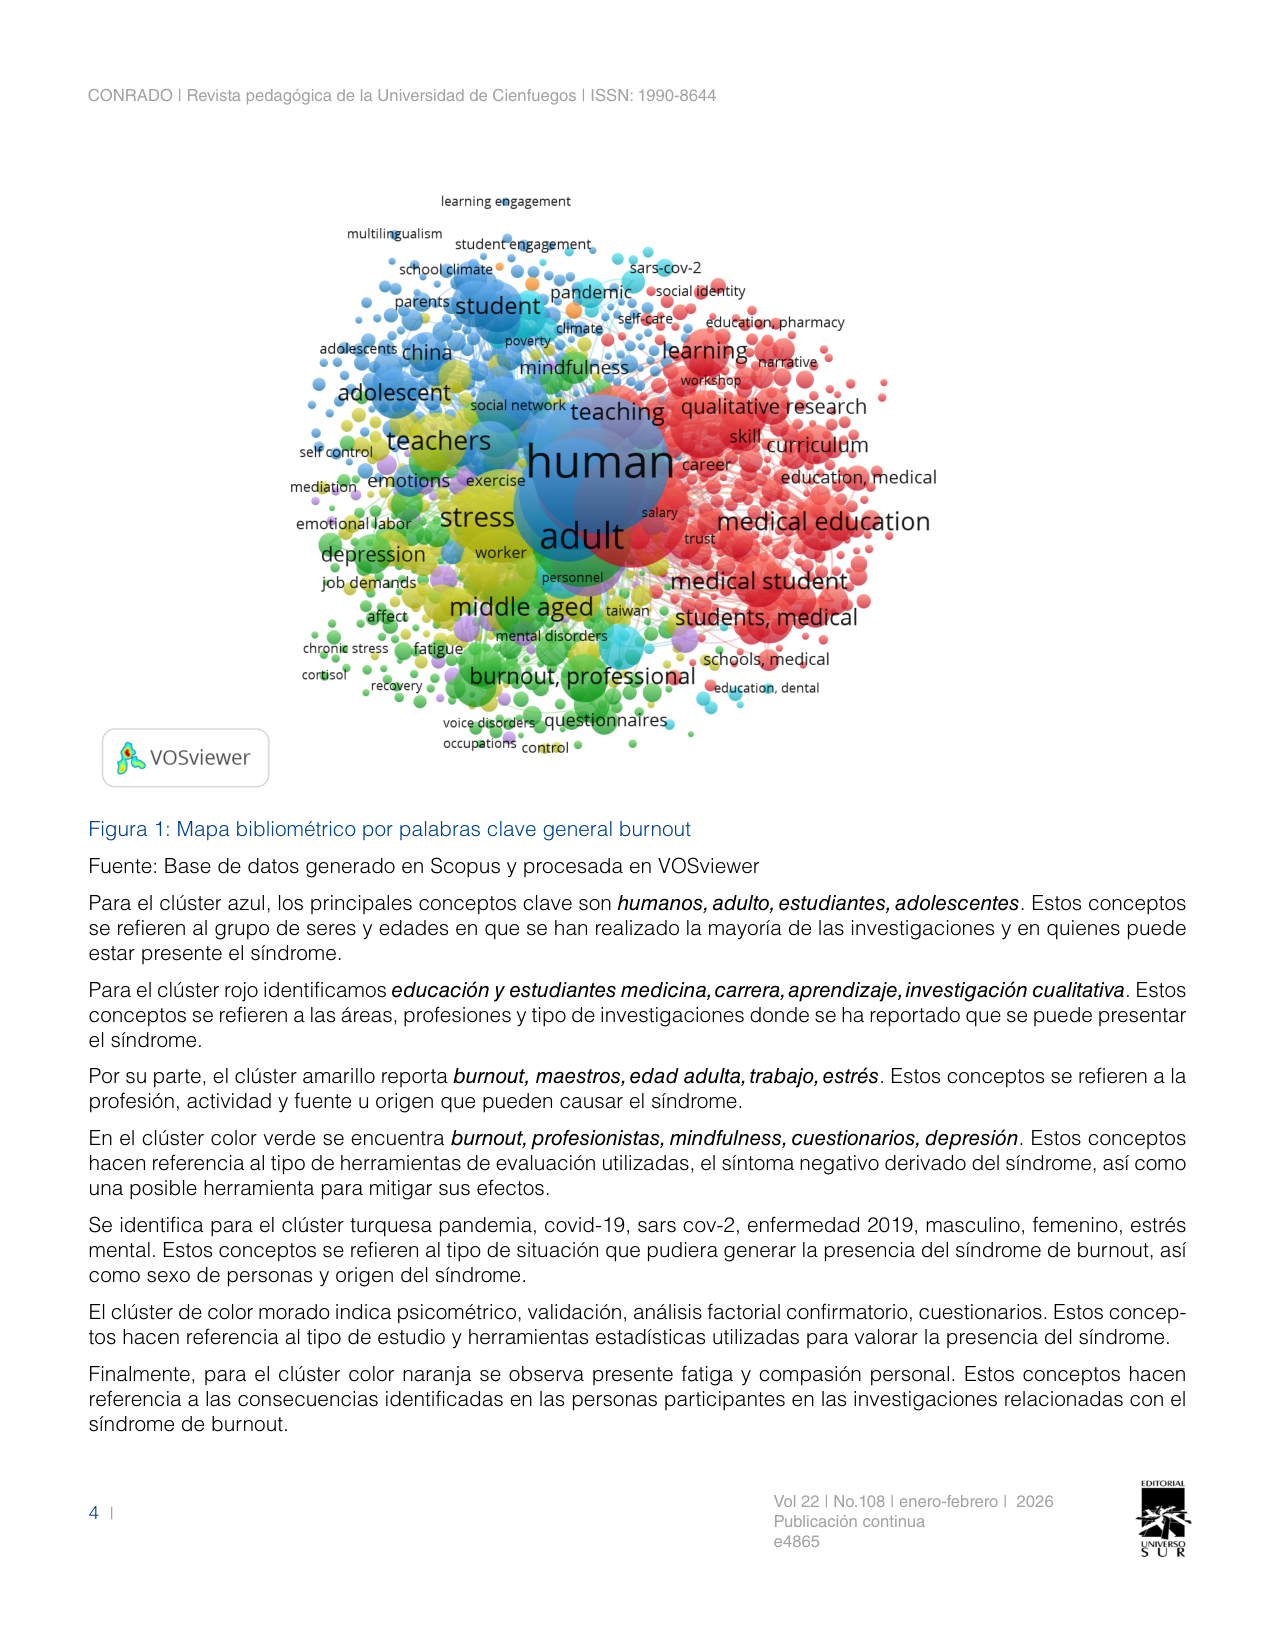 CONRADO | Revista pedagógica de la Universidad de Cienfuegos | ISSN: 1990-8644
learning engagement
multilingualism
student engagement
school climate
sars-cov-2
pandemic
social identity
parents
student
self-care
education, pharmacy
climate
poverty
adolescents
china
learning
narrative
mindfulness
workshop
adolescent
social network
teaching
qualitative research
teachers
skill
curriculum
self control
human
career
mediation
emotions
exercise
education, medical
emotional labor
stress
salary
medical education
adult
trust
depression
worker
job demands
personnel
medical student
middle aged
taiwan
affect
students, medical
mental disorders
chronic stress
fatigue
schools, medical
cortisol
recovery
burnout, professional
education, dental
voice disorders
questionnaires
occupations
control
VOSviewer
Figura 1: Mapa bibliométrico por palabras clave general burnout
Fuente: Base de datos generado en Scopus y procesada en VOSviewer
Para el clúster azul, los principales conceptos clave son humanos, adulto, estudiantes, adolescentes. Estos conceptos
se refieren al grupo de seres y edades en que se han realizado la mayoría de las investigaciones y en quienes puede
estar presente el síndrome.
Para el clúster rojo identificamos educación y estudiantes medicina, carrera, aprendizaje, investigación cualitativa. Estos
conceptos se refieren a las áreas, profesiones y tipo de investigaciones donde se ha reportado que se puede presentar
el síndrome.
Por su parte, el clúster amarillo reporta burnout, maestros, edad adulta, trabajo, estrés. Estos conceptos se refieren a la
profesión, actividad y fuente u origen que pueden causar el síndrome.
En el clúster color verde se encuentra burnout, profesionistas, mindfulness, cuestionarios, depresión. Estos conceptos
hacen referencia al tipo de herramientas de evaluación utilizadas, el síntoma negativo derivado del síndrome, así como
una posible herramienta para mitigar sus efectos.
Se identifica para el clúster turquesa pandemia, covid-19, sars cov-2, enfermedad 2019, masculino, femenino, estrés
mental. Estos conceptos se refieren al tipo de situación que pudiera generar la presencia del síndrome de burnout, así
como sexo de personas y origen del síndrome.
El clúster de color morado indica psicométrico, validación, análisis factorial confirmatorio, cuestionarios. Estos concep-
tos hacen referencia al tipo de estudio y herramientas estadísticas utilizadas para valorar la presencia del síndrome.
Finalmente, para el clúster color naranja se observa presente fatiga y compasión personal. Estos conceptos hacen
referencia a las consecuencias identificadas en las personas participantes en las investigaciones relacionadas con el
síndrome de burnout.
4 |
Vol 22 | No.108 | enero-febrero | 2026
Publicación continua
e4865
EDITORIAL
UNIVERSO
SUR